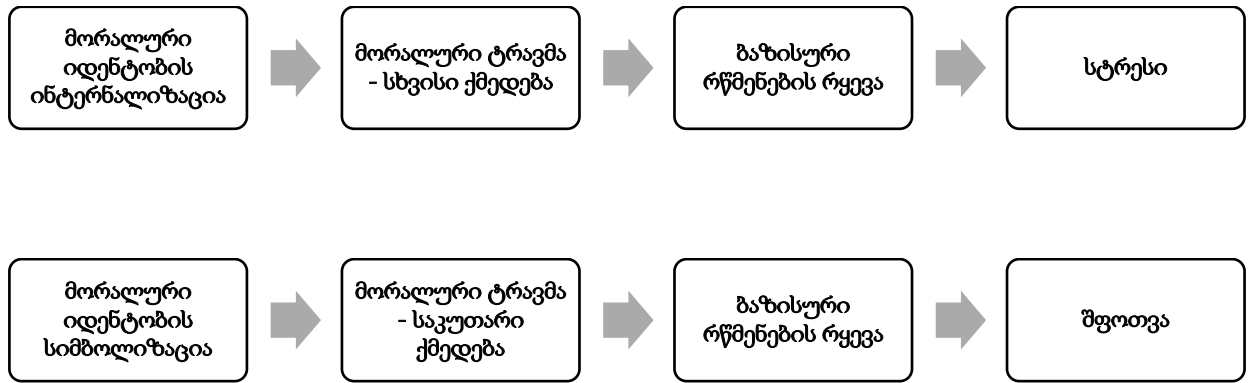 მორალური
იდენტობის
ინტერნალიზაცია
მორალური ტრავმა
- სხვისი ქმედება
ბაზისური
რწმენების რყევა
სტრესი
მორალური
იდენტობის
სიმბოლიზაცია
მორალური ტრავმა
- საკუთარი
ქმედება
ბაზისური
რწმენების რყევა
შფოთვა